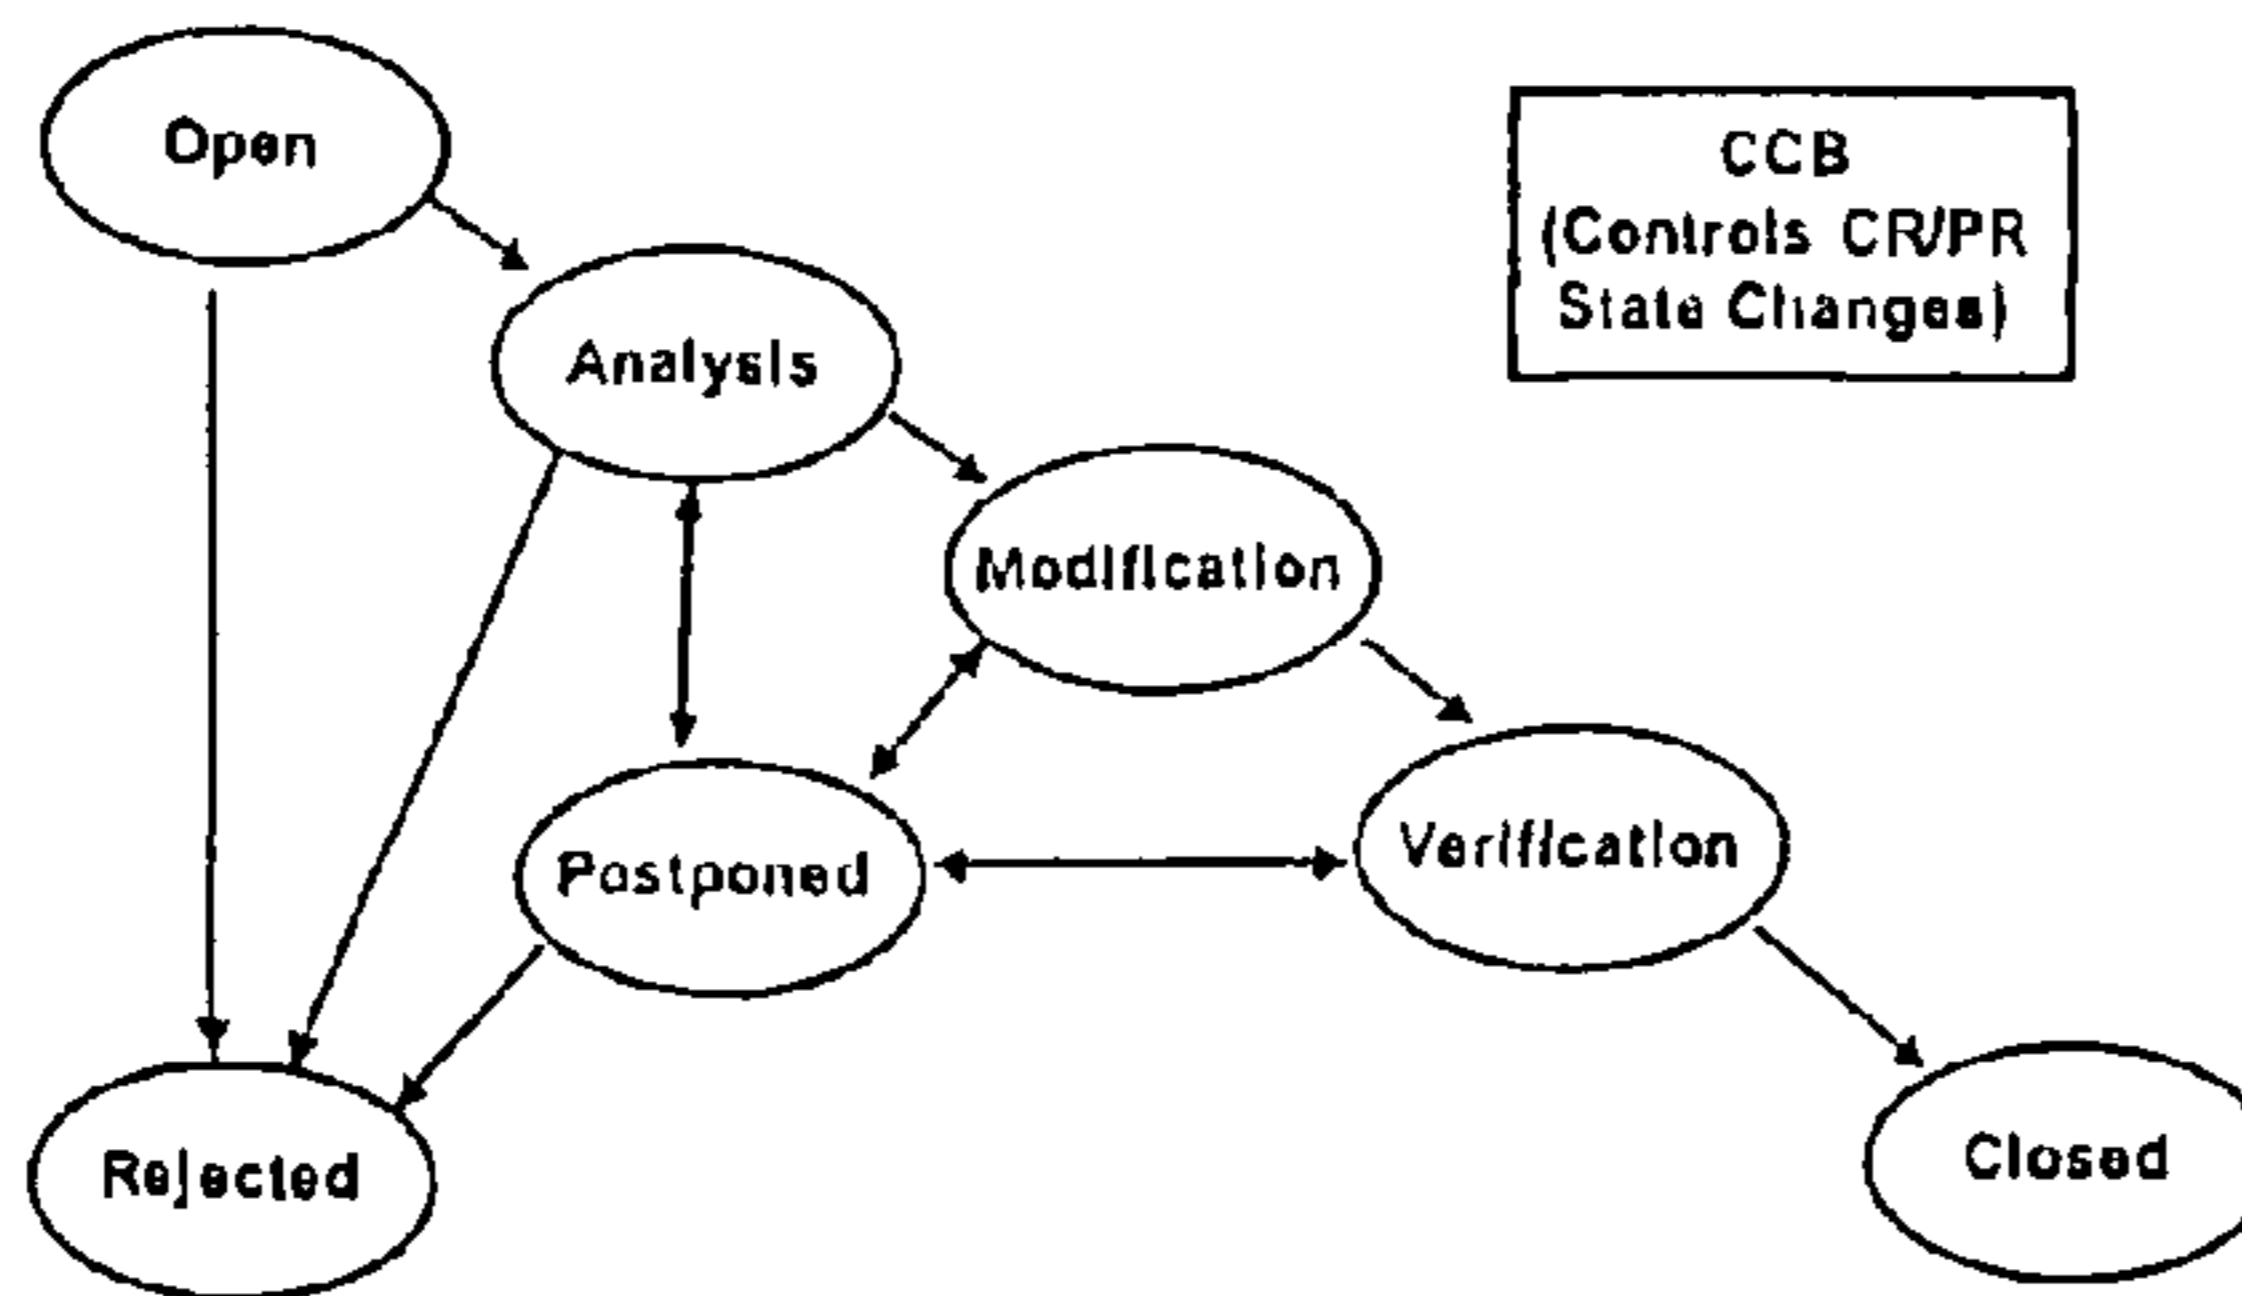 Open
CCB
(Controls CR/PR
State Changes)
Analysis
Modification
Verification
Postponed
Closed
Rejected